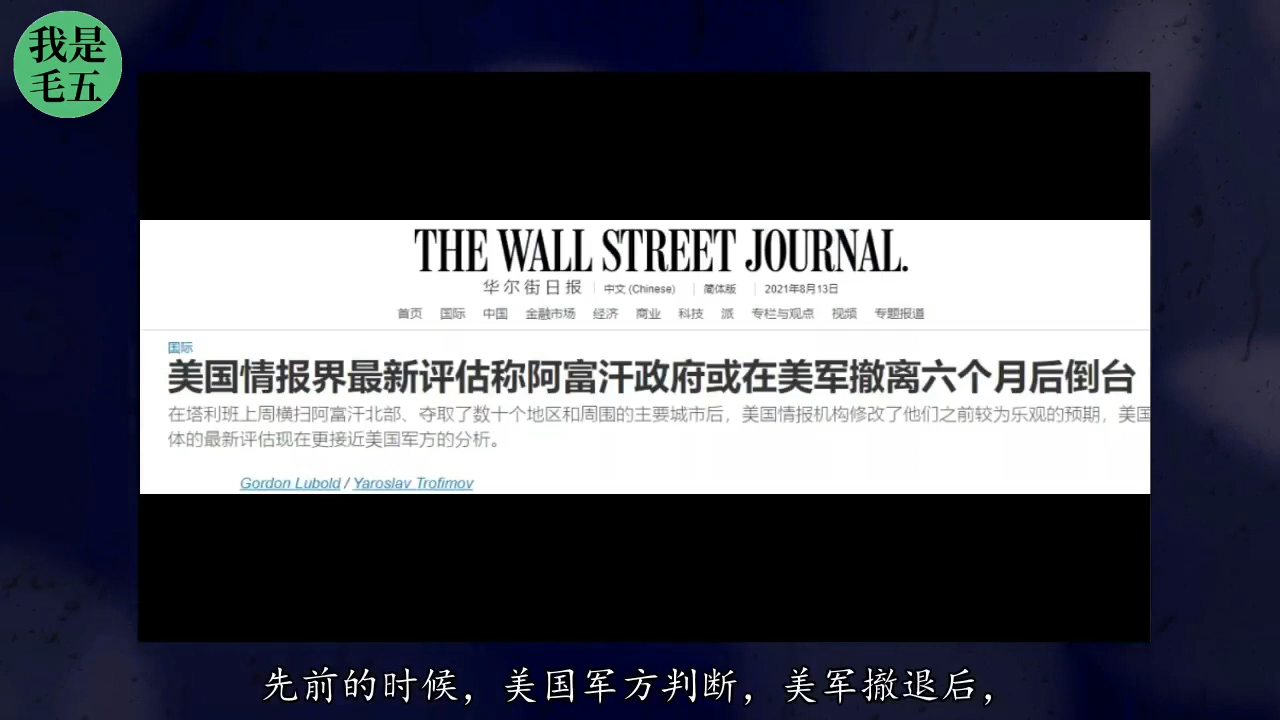 我是
毛五
THE WALL STREET JOURNAL.
华尔街日报 | 中文 (Chinese) | 简体版 | 2021年8月13日
首页 国际 中国 金融市场 经济 商业 科技 派 专栏与观点 视频 专题报道
国际
美国情报界最新评估称阿富汗政府或在美军撤离六个月后倒台
在塔利班上周横扫阿富汗北部、夺取了数十个地区和周围的主要城市后，美国情报机构修改了他们之前较为乐观的预期，美国
体的最新评估现在更接近美国军方的分析。
Gordon Lubold / Yaroslav Trofimov
先前的时候，美国军方判断，美军撤退后，